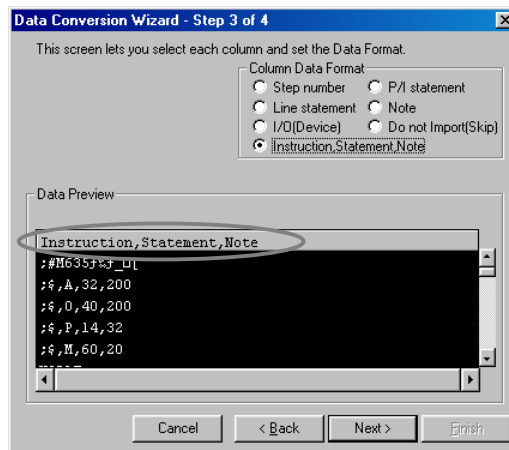 Data Conversion Wizard - Step 3 of 4
This screen lets you select each column and set the Data Format.
Column Data Format
Step number
P/I statement
Line statement
Note
I/O(Device)
Do not Import(Skip)
Instruction,Statement,Note
Data Preview
Instruction,Statement,Note
;$,A,32,200
;$,O,40,200
;$,P,14,32
;$,M,60,20
Cancel
< Back
Next >
Finish